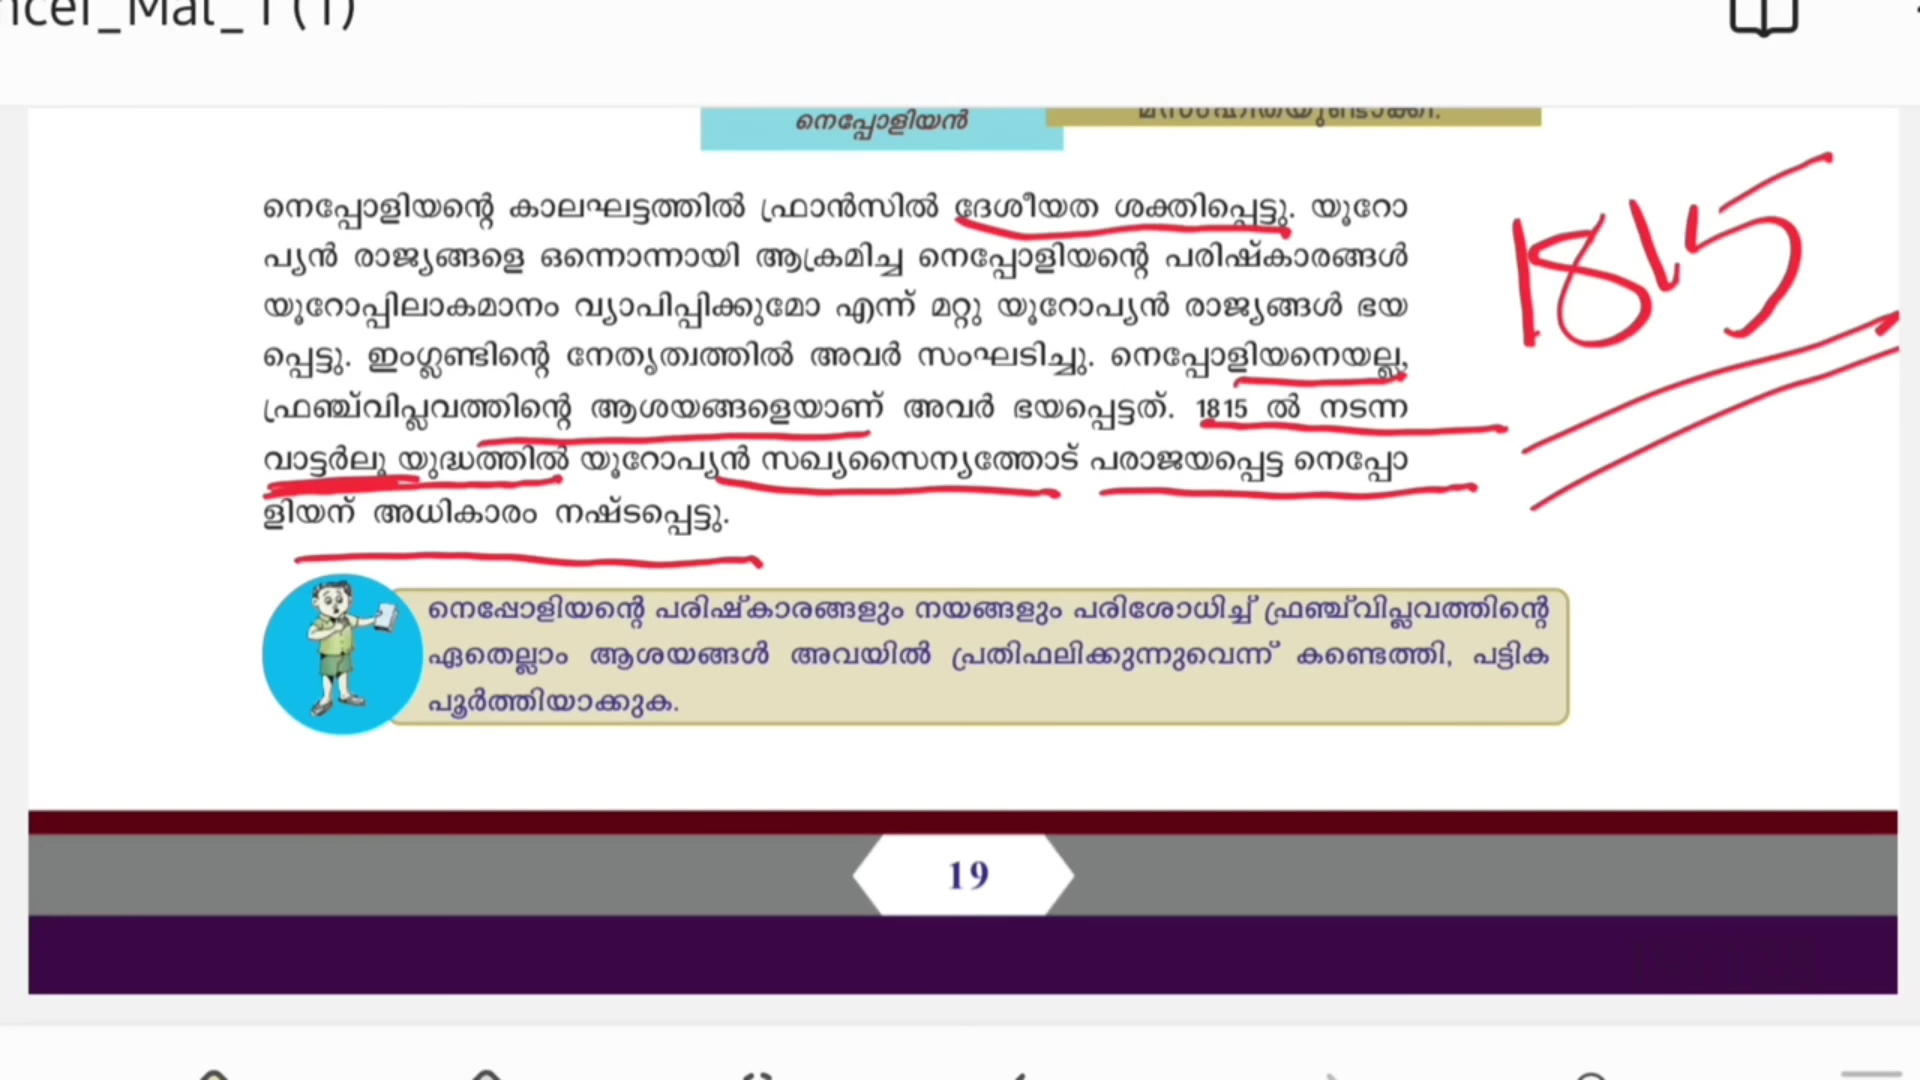 നെപ്പോളിയൻ
നെപ്പോളിയന്റെ കാലഘട്ടത്തിൽ ഫ്രാൻസിൽ ദേശീയത ശക്തിപ്പെട്ടു. യൂറോ
പ്യൻ രാജ്യങ്ങളെ ഒന്നൊന്നായി ആക്രമിച്ച നെപ്പോളിയന്റെ പരിഷ്കാരങ്ങൾ
യൂറോപ്പിലാകമാനം വ്യാപിപ്പിക്കുമോ എന്ന് മറ്റു യൂറോപ്യൻ രാജ്യങ്ങൾ ഭയ
പ്പെട്ടു. ഇംഗ്ലണ്ടിന്റെ നേതൃത്വത്തിൽ അവർ സംഘടിച്ചു. നെപ്പോളിയനെയല്ല,
ഫ്രഞ്ച്‌വിപ്ലവത്തിന്റെ ആശയങ്ങളെയാണ് അവർ ഭയപ്പെട്ടത്. 1815 ൽ നടന്ന
വാട്ടർലൂ യുദ്ധത്തിൽ യൂറോപ്യൻ സഖ്യസൈന്യത്തോട് പരാജയപ്പെട്ട നെപ്പോ
ളിയന് അധികാരം നഷ്ടപ്പെട്ടു.
1815
നെപ്പോളിയന്റെ പരിഷ്കാരങ്ങളും നയങ്ങളും പരിശോധിച്ച് ഫ്രഞ്ച്‌വിപ്ലവത്തിന്റെ
ഏതെല്ലാം ആശയങ്ങൾ അവയിൽ പ്രതിഫലിക്കുന്നുവെന്ന് കണ്ടെത്തി, പട്ടിക
പൂർത്തിയാക്കുക.
19